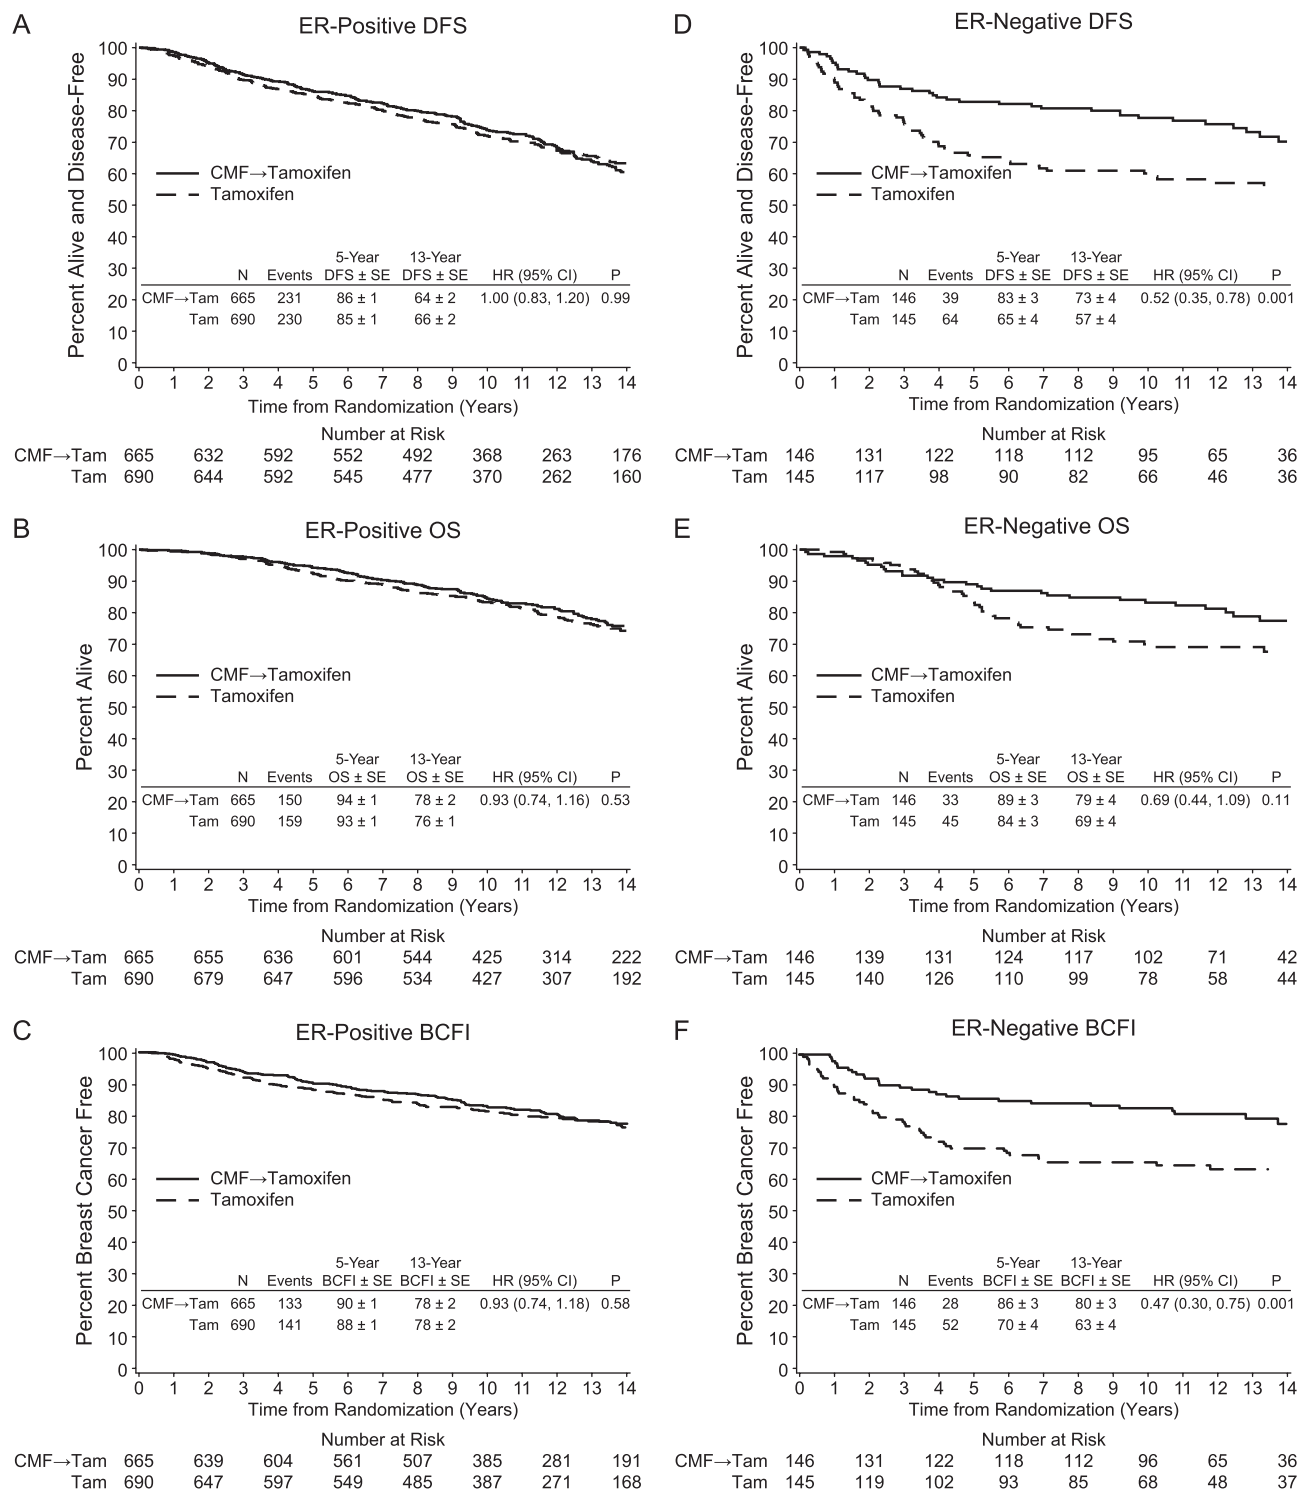 A
ER-Positive DFS
Percent Alive and Disease-Free
100
90
80
70
60
50
40
30
20
10
0
CMF→Tamoxifen
Tamoxifen
5-Year 13-Year
N Events DFS ± SE DFS ± SE HR (95% CI) P
CMF→Tam 665 231 86 ± 1 64 ± 2 1.00 (0.83, 1.20) 0.99
Tam 690 230 85 ± 1 66 ± 2
0 1 2 3 4 5 6 7 8 9 10 11 12 13 14
Time from Randomization (Years)
Number at Risk
CMF→Tam 665 632 592 552 492 368 263 176
Tam 690 644 592 545 477 370 262 160
D
ER-Negative DFS
Percent Alive and Disease-Free
100
90
80
70
60
50
40
30
20
10
0
CMF→Tamoxifen
Tamoxifen
5-Year 13-Year
N Events DFS ± SE DFS ± SE HR (95% CI) P
CMF→Tam 146 39 83 ± 3 73 ± 4 0.52 (0.35, 0.78) 0.001
Tam 145 64 65 ± 4 57 ± 4
0 1 2 3 4 5 6 7 8 9 10 11 12 13 14
Time from Randomization (Years)
Number at Risk
CMF→Tam 146 131 122 118 112 95 65 36
Tam 145 117 98 90 82 66 46 36
B
ER-Positive OS
Percent Alive
100
90
80
70
60
50
40
30
20
10
0
CMF→Tamoxifen
Tamoxifen
5-Year 13-Year
N Events OS ± SE OS ± SE HR (95% CI) P
CMF→Tam 665 150 94 ± 1 78 ± 2 0.93 (0.74, 1.16) 0.53
Tam 690 159 93 ± 1 76 ± 1
0 1 2 3 4 5 6 7 8 9 10 11 12 13 14
Time from Randomization (Years)
Number at Risk
CMF→Tam 665 655 636 601 544 425 314 222
Tam 690 679 647 596 534 427 307 192
E
ER-Negative OS
Percent Alive
100
90
80
70
60
50
40
30
20
10
0
CMF→Tamoxifen
Tamoxifen
5-Year 13-Year
N Events OS ± SE OS ± SE HR (95% CI) P
CMF→Tam 146 33 89 ± 3 79 ± 4 0.69 (0.44, 1.09) 0.11
Tam 145 45 84 ± 3 69 ± 4
0 1 2 3 4 5 6 7 8 9 10 11 12 13 14
Time from Randomization (Years)
Number at Risk
CMF→Tam 146 139 131 124 117 102 71 42
Tam 145 140 126 110 99 78 58 44
C
ER-Positive BCFI
Percent Breast Cancer Free
100
90
80
70
60
50
40
30
20
10
0
CMF→Tamoxifen
Tamoxifen
5-Year 13-Year
N Events BCFI ± SE BCFI ± SE HR (95% CI) P
CMF→Tam 665 133 90 ± 1 78 ± 2 0.93 (0.74, 1.18) 0.58
Tam 690 141 88 ± 1 78 ± 2
0 1 2 3 4 5 6 7 8 9 10 11 12 13 14
Time from Randomization (Years)
Number at Risk
CMF→Tam 665 639 604 561 507 385 281 191
Tam 690 647 597 549 485 387 271 168
F
ER-Negative BCFI
Percent Breast Cancer Free
100
90
80
70
60
50
40
30
20
10
0
CMF→Tamoxifen
Tamoxifen
5-Year 13-Year
N Events BCFI ± SE BCFI ± SE HR (95% CI) P
CMF→Tam 146 28 86 ± 3 80 ± 3 0.47 (0.30, 0.75) 0.001
Tam 145 52 70 ± 4 63 ± 4
0 1 2 3 4 5 6 7 8 9 10 11 12 13 14
Time from Randomization (Years)
Number at Risk
CMF→Tam 146 131 122 118 112 96 65 36
Tam 145 119 102 93 85 68 48 37